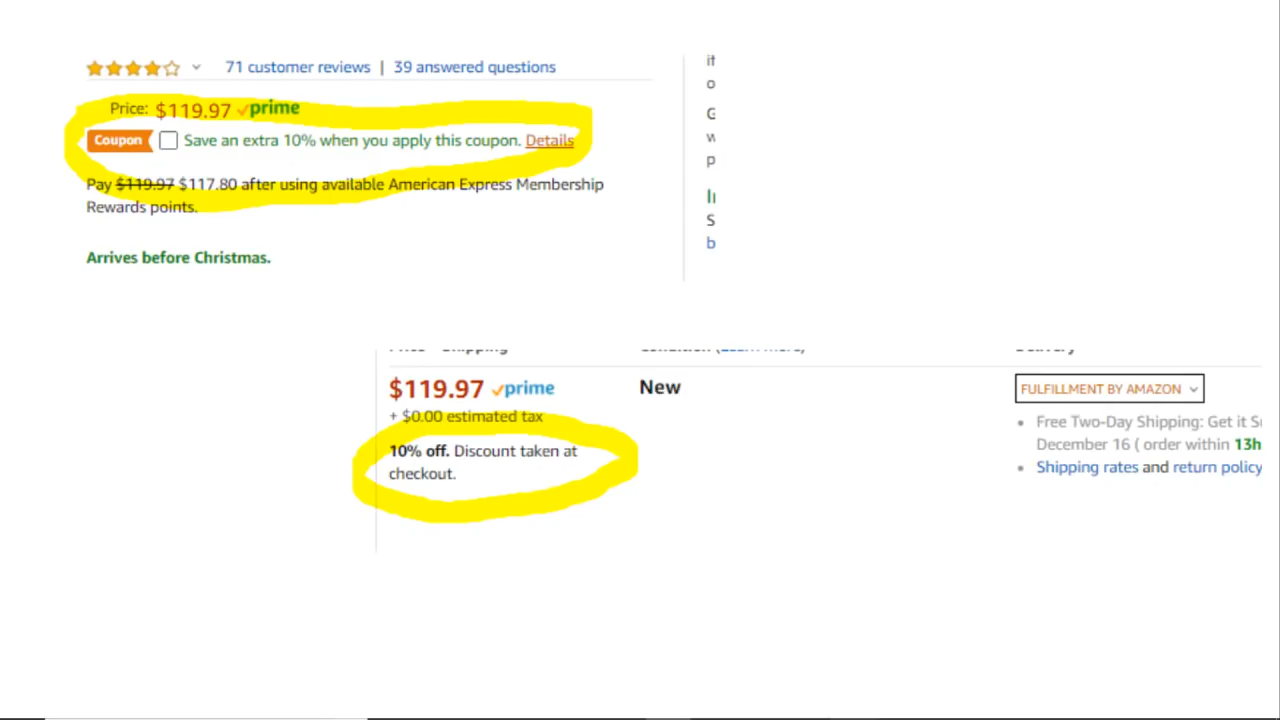 71 customer reviews | 39 answered questions
Price: $119.97 prime
Coupon Save an extra 10% when you apply this coupon. Details
Pay $119.97 $117.80 after using available American Express Membership
Rewards points.
Arrives before Christmas.
it
o
G
w
p
S
b
$119.97 prime
+ $0.00 estimated tax
10% off. Discount taken at
checkout.
New
FULFILLMENT BY AMAZON
• Free Two-Day Shipping: Get it
December 16 ( order within 13h
• Shipping rates and return policy